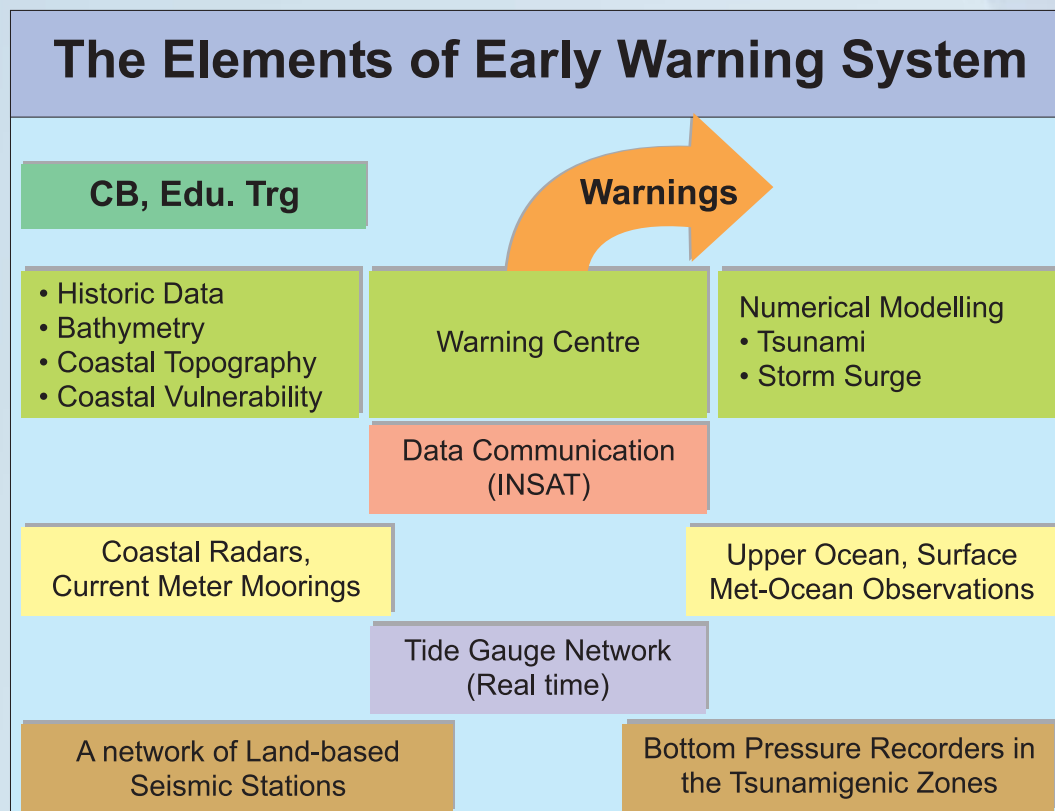 The Elements of Early Warning System
CB, Edu. Trg
Warnings
• Historic Data
• Bathymetry
• Coastal Topography
• Coastal Vulnerability
Warning Centre
Numerical Modelling
• Tsunami
• Storm Surge
Data Communication
(INSAT)
Coastal Radars,
Current Meter Moorings
Upper Ocean, Surface
Met-Ocean Observations
Tide Gauge Network
(Real time)
A network of Land-based
Seismic Stations
Bottom Pressure Recorders in
the Tsunamigenic Zones